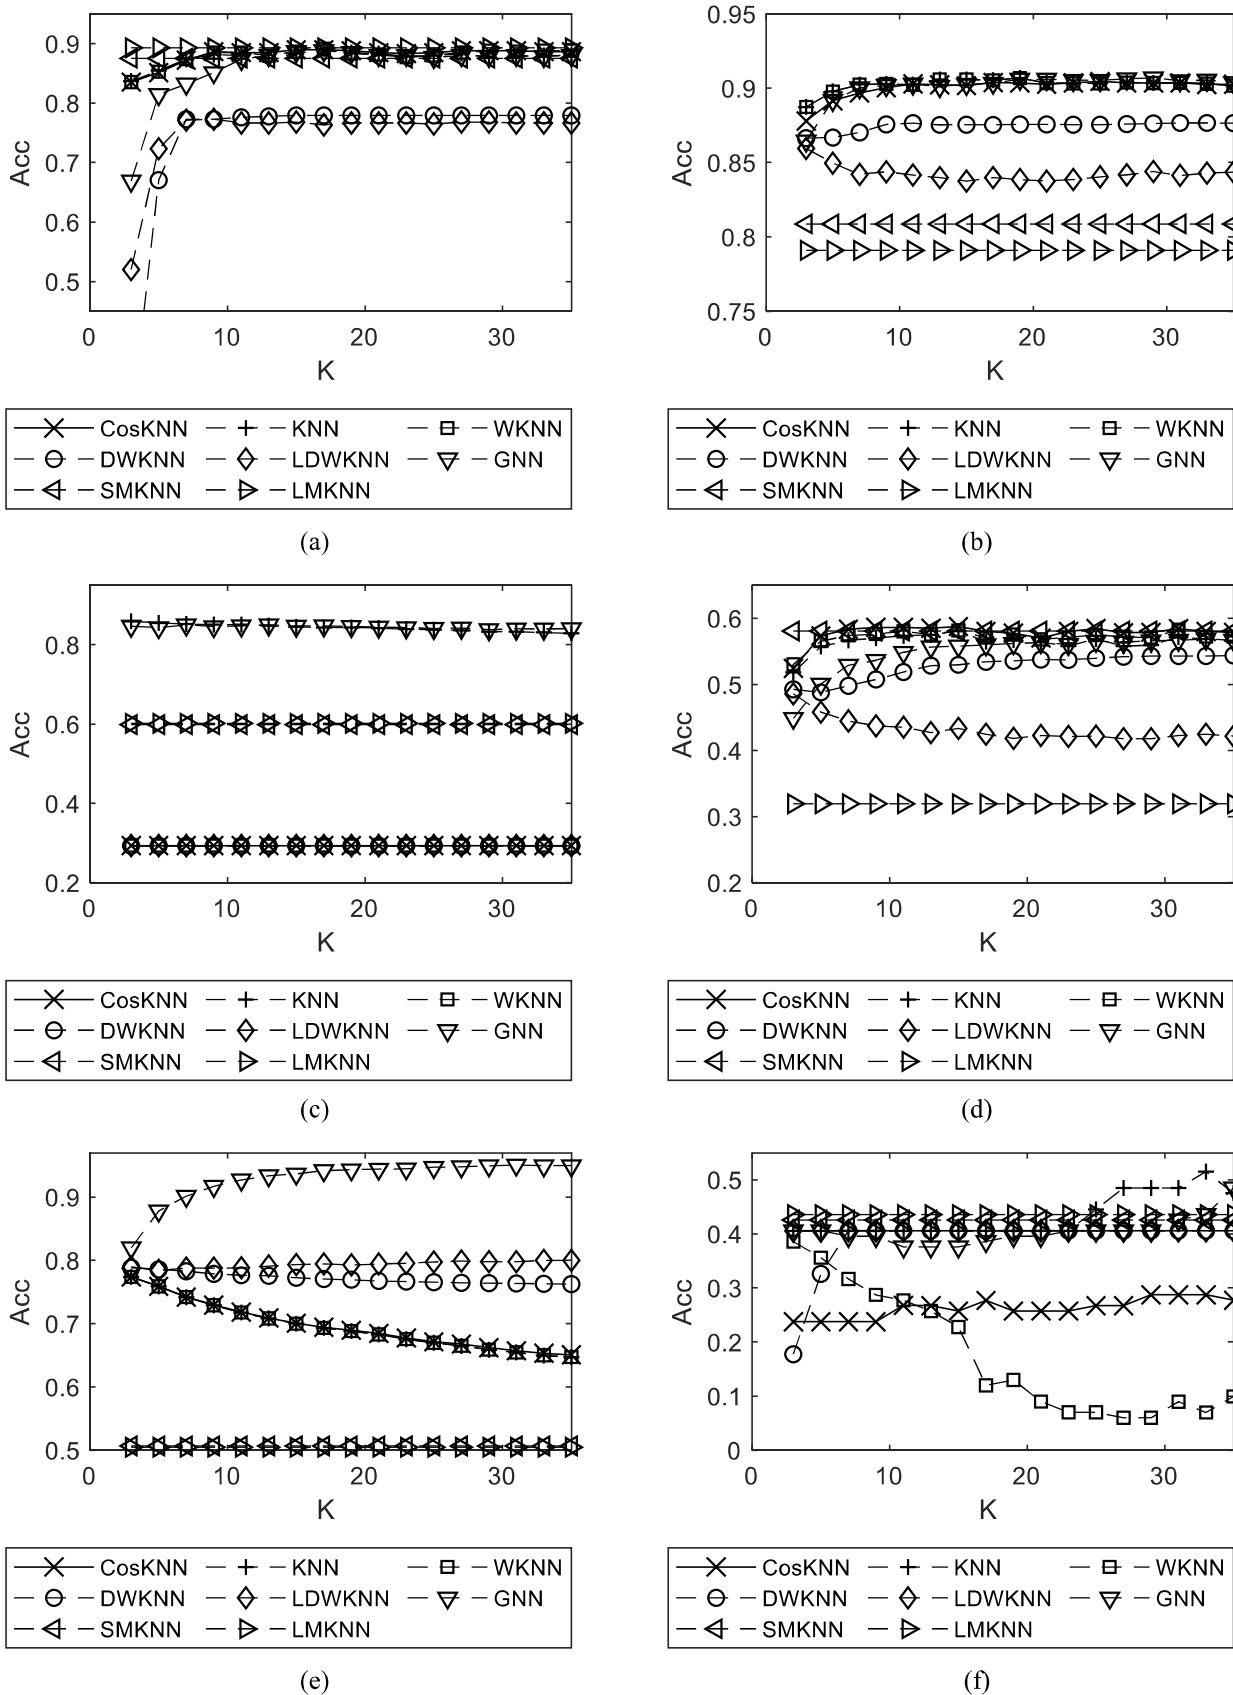 0.9
0.8
0.7
0.6
0.5
Acc
0 10 20 30
K
CosKNN KNN WKNN
DWKNN LDWKNN GNN
SMKNN LMKNN
(a)
0.95
0.9
0.85
0.8
0.75
Acc
0 10 20 30
K
CosKNN KNN WKNN
DWKNN LDWKNN GNN
SMKNN LMKNN
(b)
0.8
0.6
0.4
0.2
Acc
0 10 20 30
K
CosKNN KNN WKNN
DWKNN LDWKNN GNN
SMKNN LMKNN
(c)
0.6
0.5
0.4
0.3
0.2
Acc
0 10 20 30
K
CosKNN KNN WKNN
DWKNN LDWKNN GNN
SMKNN LMKNN
(d)
0.9
0.8
0.7
0.6
0.5
Acc
0 10 20 30
K
CosKNN KNN WKNN
DWKNN LDWKNN GNN
SMKNN LMKNN
(e)
0.5
0.4
0.3
0.2
0.1
0
Acc
0 10 20 30
K
CosKNN KNN WKNN
DWKNN LDWKNN GNN
SMKNN LMKNN
(f)